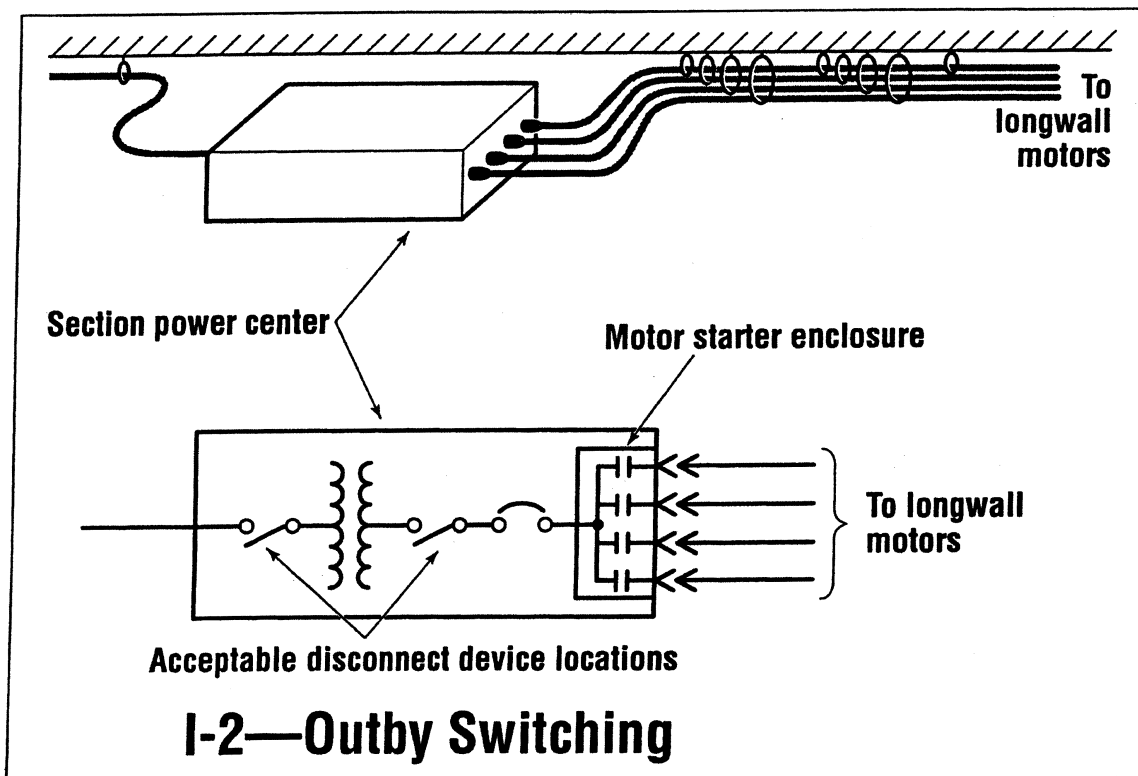 To
longwall
motors
Section power center
Motor starter enclosure
To longwall
motors
Acceptable disconnect device locations
I-2—Outby Switching